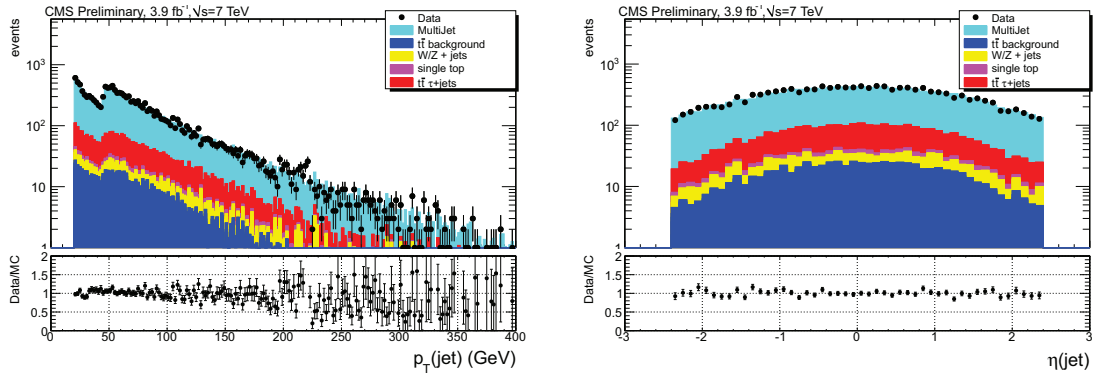 CMS Preliminary, 3.9 fb⁻¹,√s=7 TeV
events
10³
10²
10
1
Data
MultiJet
tt̄ background
W/Z + jets
single top
tt̄ τ+jets
Data/MC
2
1.5
1
0.5
0
0 50 100 150 200 250 300 350 400
p_T(jet) (GeV)
CMS Preliminary, 3.9 fb⁻¹,√s=7 TeV
events
10³
10²
10
1
Data
MultiJet
tt̄ background
W/Z + jets
single top
tt̄ τ+jets
Data/MC
2
1.5
1
0.5
0
-3 -2 -1 0 1 2 3
η(jet)